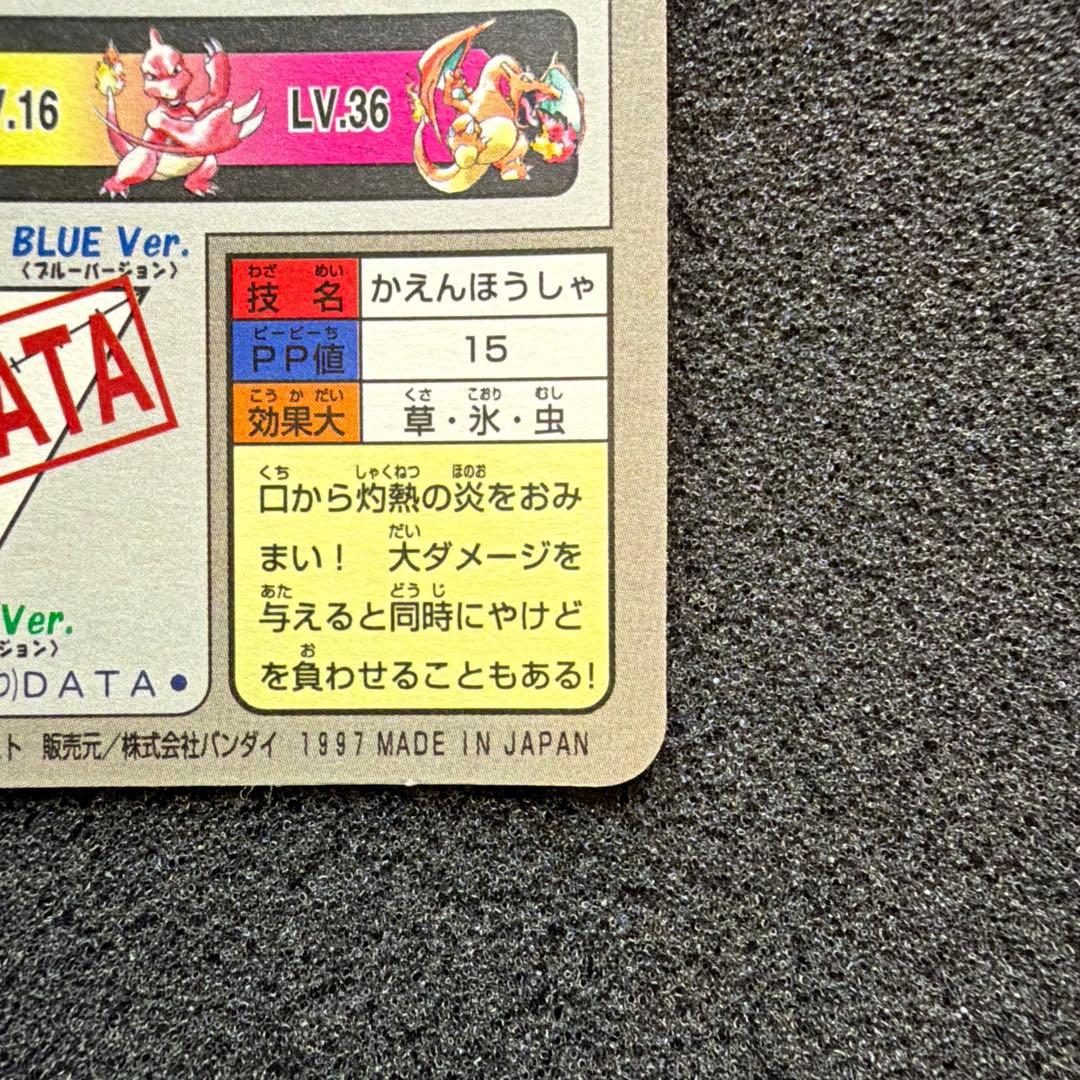 .16
LV.36
BLUE Ver.
〈ブルーバージョン〉
ATA
Ver.
ション〉
DATA●
わざ めい
技名
かえんほうしゃ
ピーピーち
PP値
15
こうかだい
効果大
くさ こおり むし
草・氷・虫
くち しゃくねつ ほのお
口から灼熱の炎をおみ
だい
まい! 大ダメージを
あた どうじ
与えると同時にやけど
お
を負わせることもある!
ト 販売元/株式会社バンダイ 1997 MADE IN JAPAN